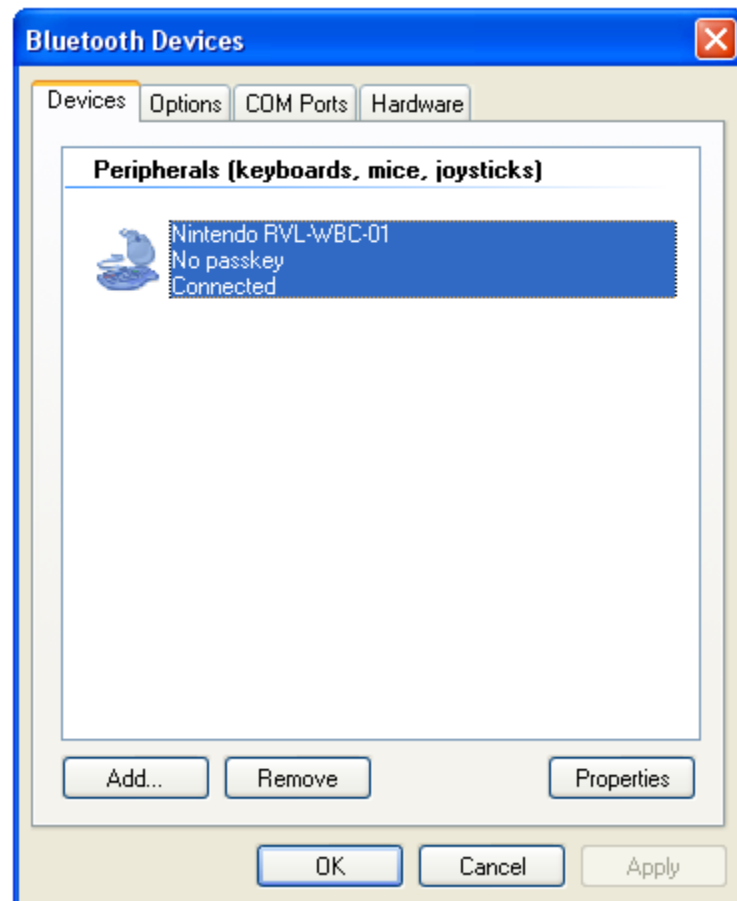 Bluetooth Devices
Devices Options COM Ports Hardware
Peripherals (keyboards, mice, joysticks)
Nintendo RVL-WBC-01
No passkey
Connected
Add... Remove Properties
OK Cancel Apply